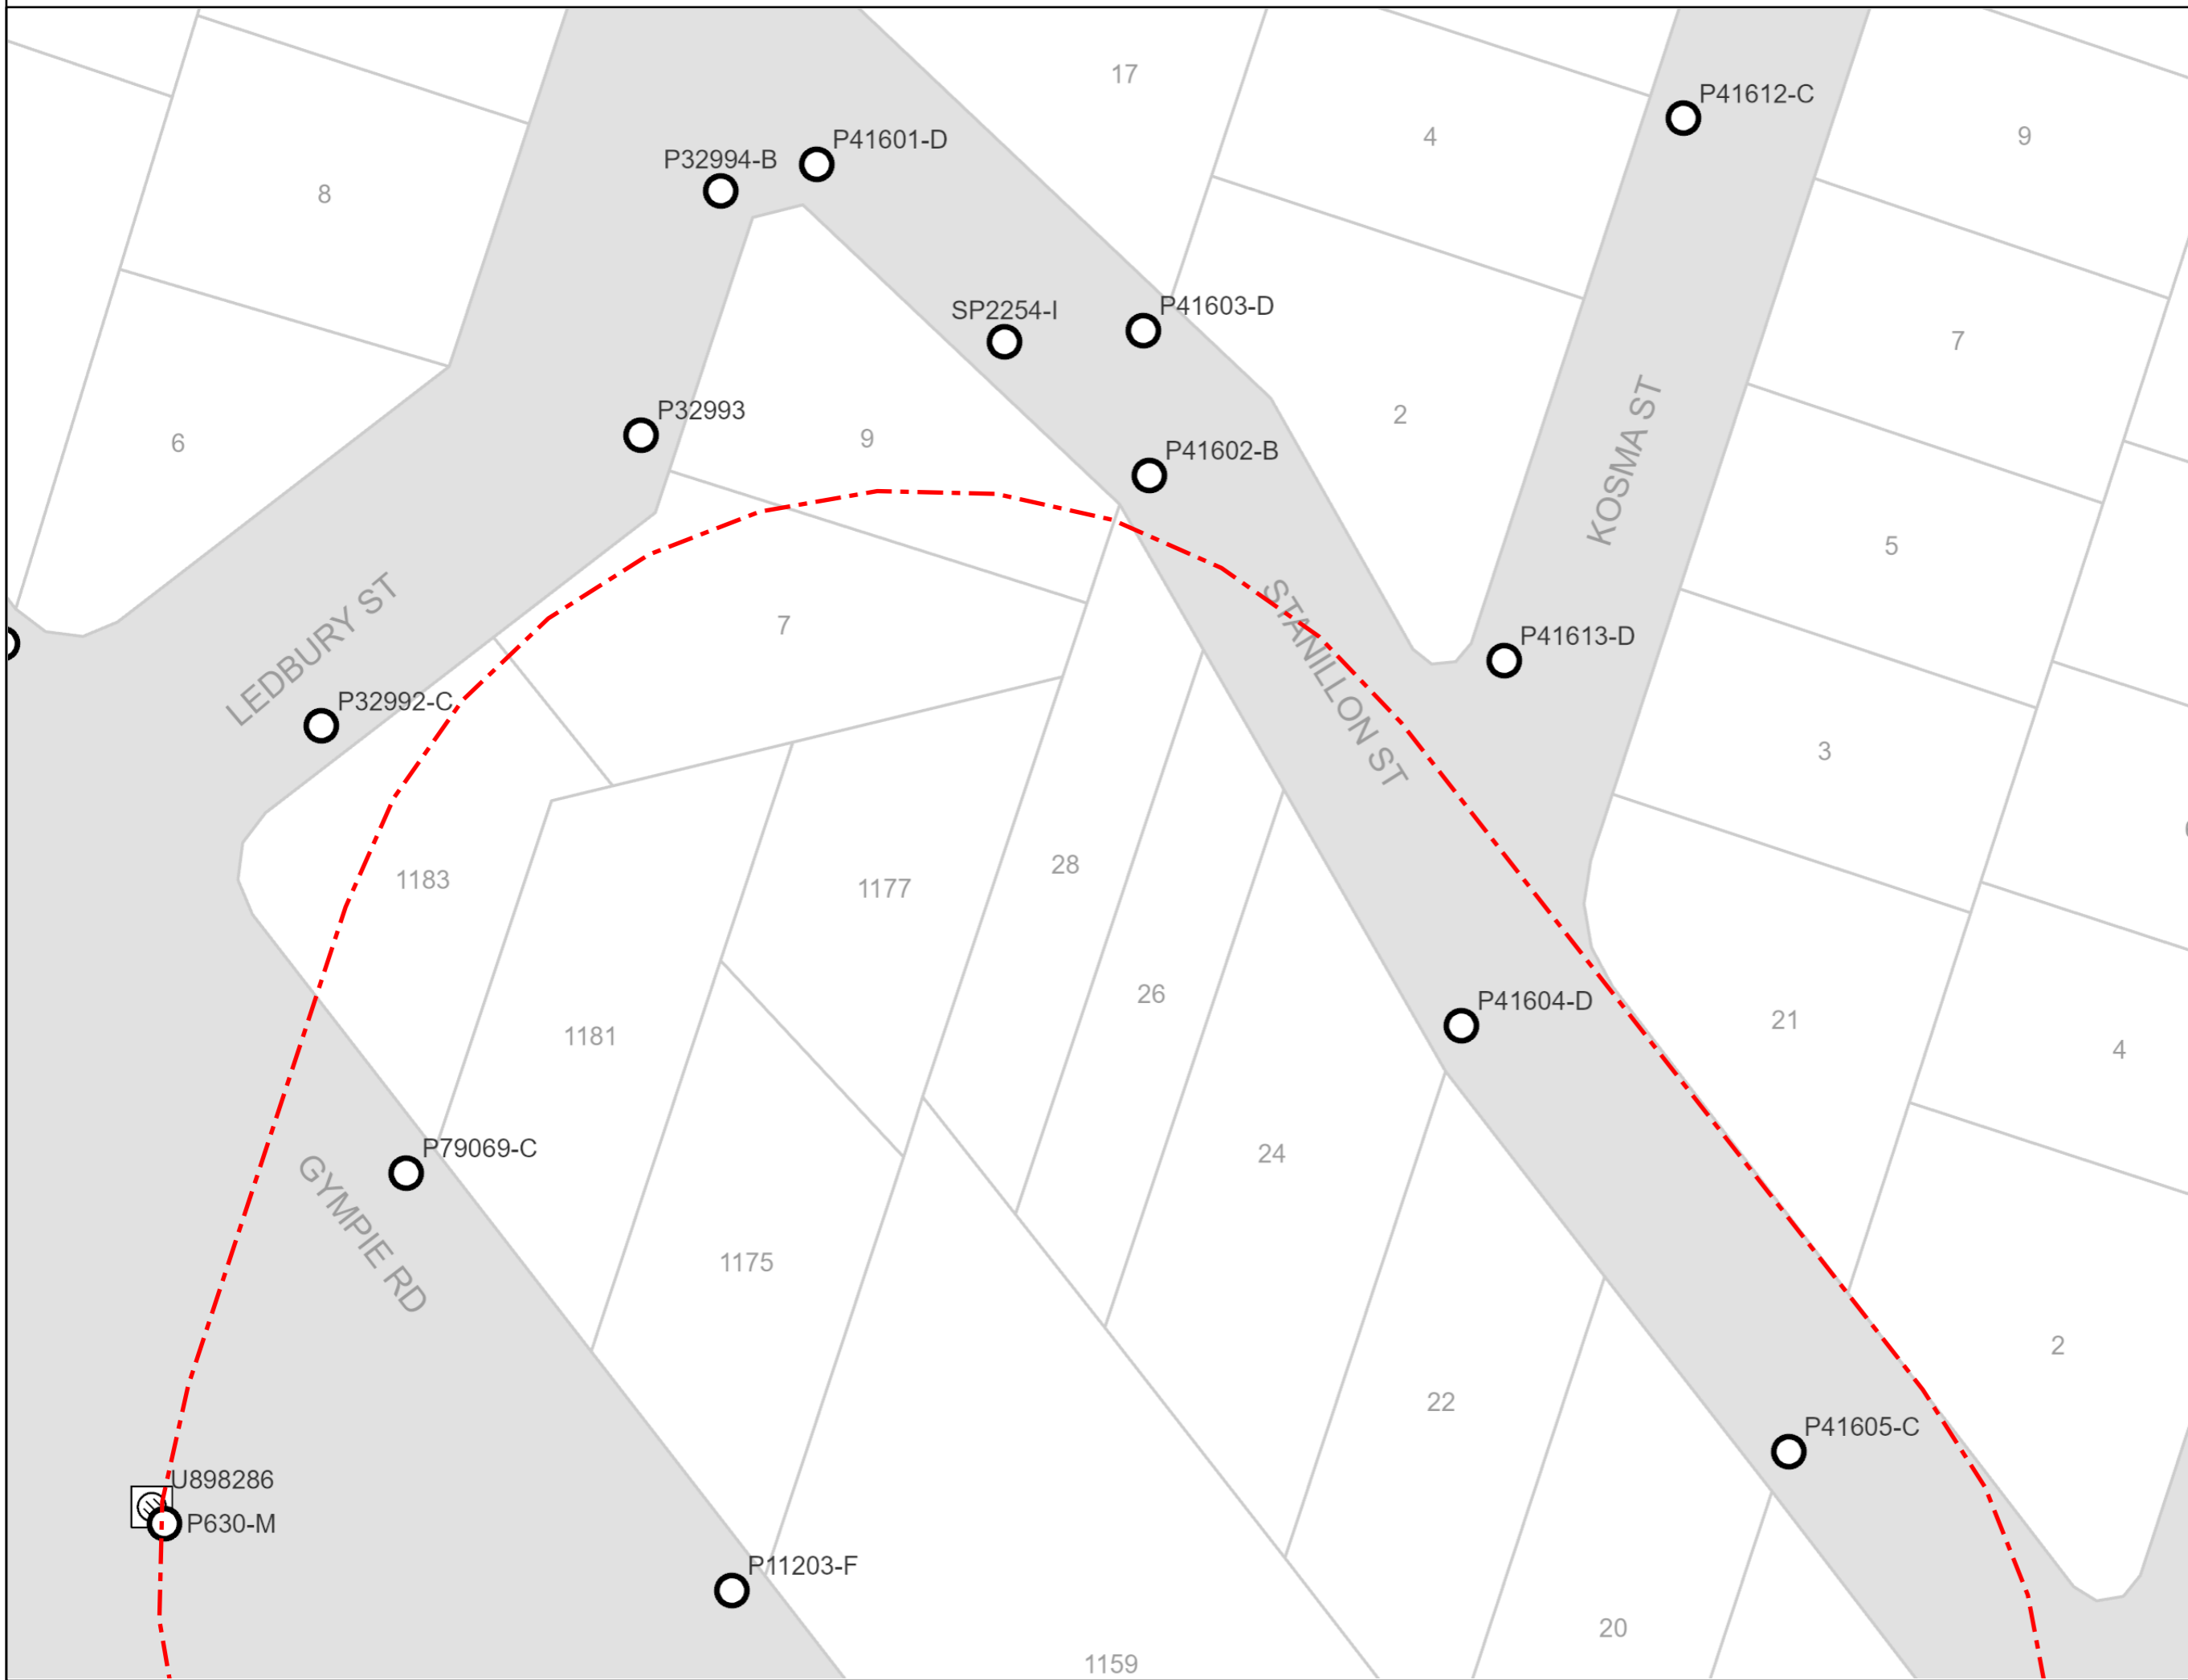 17
P41612-C
P41601-D
4
9
P32994-B
8
SP2254-I
P41603-D
7
P32993
2
9
6
P41602-B
KOSMA ST
5
LEDBURY ST
7
STANILLON ST
P41613-D
P32992-C
3
1183
1177
28
26
P41604-D
21
1181
4
P79069-C
24
GYMPIE RD
1175
2
22
P41605-C
U898286
P630-M
P11203-F
20
1159